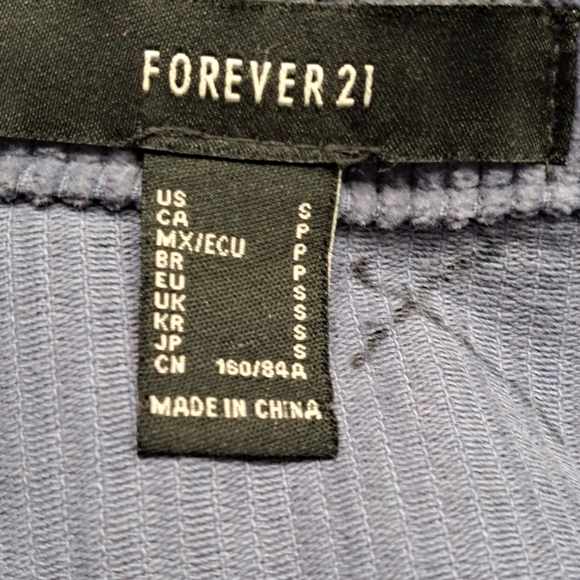 FOREVER 21
US S
CA P
MX/ECU P
BR P
EU S
UK S
KR S
JP S
CN 160/84A
MADE IN CHINA